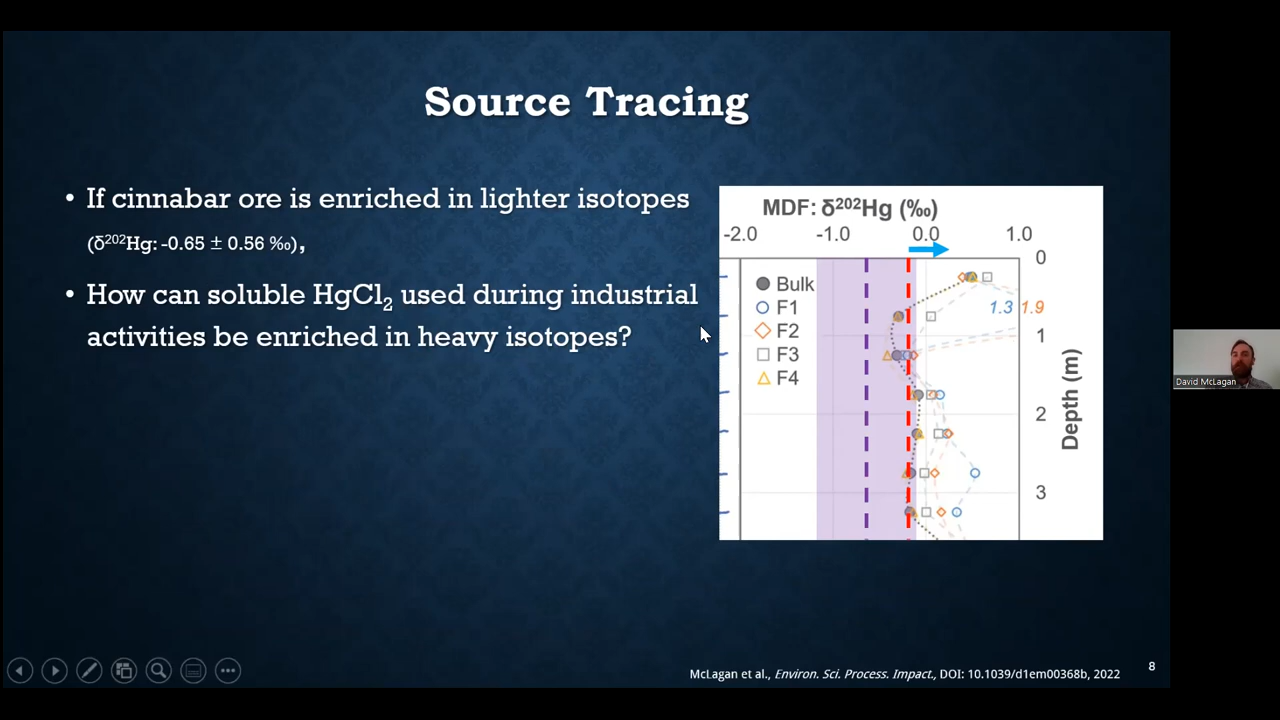 Source Tracing
• If cinnabar ore is enriched in lighter isotopes
(δ²⁰²Hg: -0.65 ± 0.56 ‰),
• How can soluble HgCl₂ used during industrial
activities be enriched in heavy isotopes?
MDF: δ²⁰²Hg (‰)
-2.0 -1.0 0.0 1.0
0
Bulk
F1
F2
F3
F4
1.3 1.9
1
2
3
Depth (m)
David McLagan
McLagan et al., Environ. Sci. Process. Impact., DOI: 10.1039/d1em00368b, 2022
8